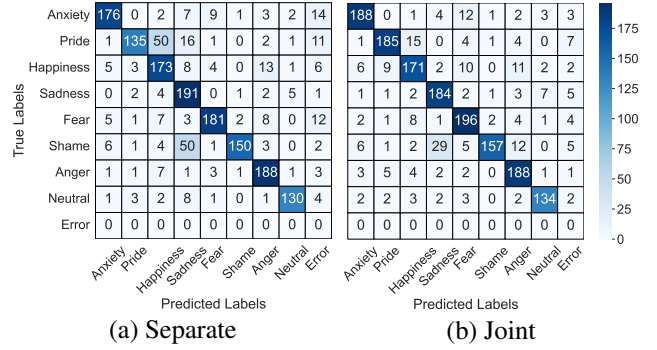 True Labels
Anxiety 176 0 2 7 9 1 3 2 14
Pride 1 135 50 16 1 0 2 1 11
Happiness 5 3 173 8 4 0 13 1 6
Sadness 0 2 4 191 0 1 2 5 1
Fear 5 1 7 3 181 2 8 0 12
Shame 6 1 4 50 1 150 3 0 2
Anger 1 1 7 1 3 1 188 3 1
Neutral 1 3 2 8 1 0 1 130 4
Error 0 0 0 0 0 0 0 0 0
Anxiety Pride Happiness Sadness Fear Shame Anger Neutral Error
Predicted Labels
(a) Separate
188 0 1 4 12 1 2 3 3
1 185 15 0 4 1 4 0 7
6 9 171 2 10 0 11 2 2
1 1 2 184 2 0 3 7 5
2 1 8 1 196 2 4 1 4
6 1 2 29 5 157 12 0 5
3 5 4 2 2 0 188 1 1
2 2 3 2 3 0 2 134 2
0 0 0 0 0 0 0 0 0
Anxiety Pride Happiness Sadness Fear Shame Anger Neutral Error
Predicted Labels
(b) Joint
175
150
125
100
75
50
25
0